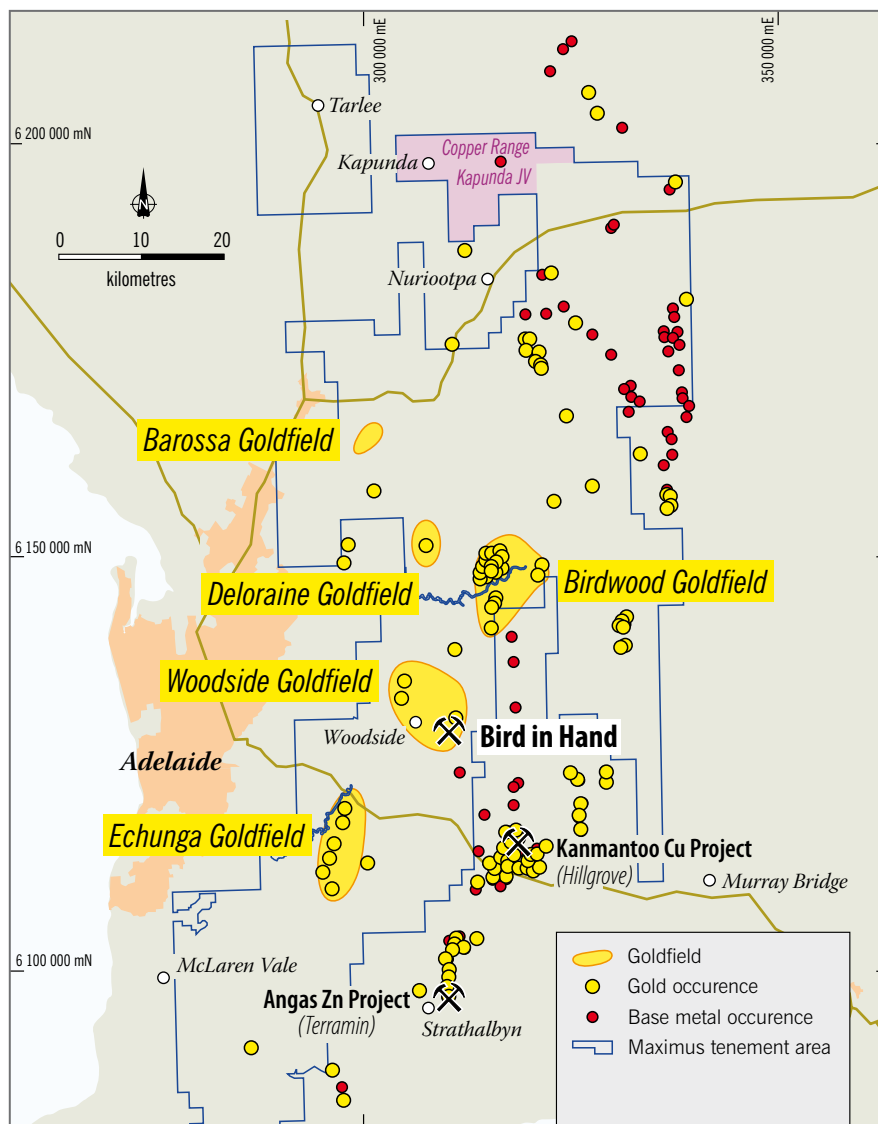 300 000 mE
350 000 mE
Tarlee
6 200 000 mN
Copper Range
Kapunda
Kapunda JV
N
0 10 20
kilometres
Nuriootpa
Barossa Goldfield
6 150 000 mN
Deloraine Goldfield
Birdwood Goldfield
Woodside Goldfield
Woodside
Bird in Hand
Adelaide
Echunga Goldfield
Kanmantoo Cu Project
(Hillgrove)
Murray Bridge
6 100 000 mN
McLaren Vale
Angas Zn Project
(Terramin)
Strathalbyn
Goldfield
Gold occurence
Base metal occurence
Maximus tenement area